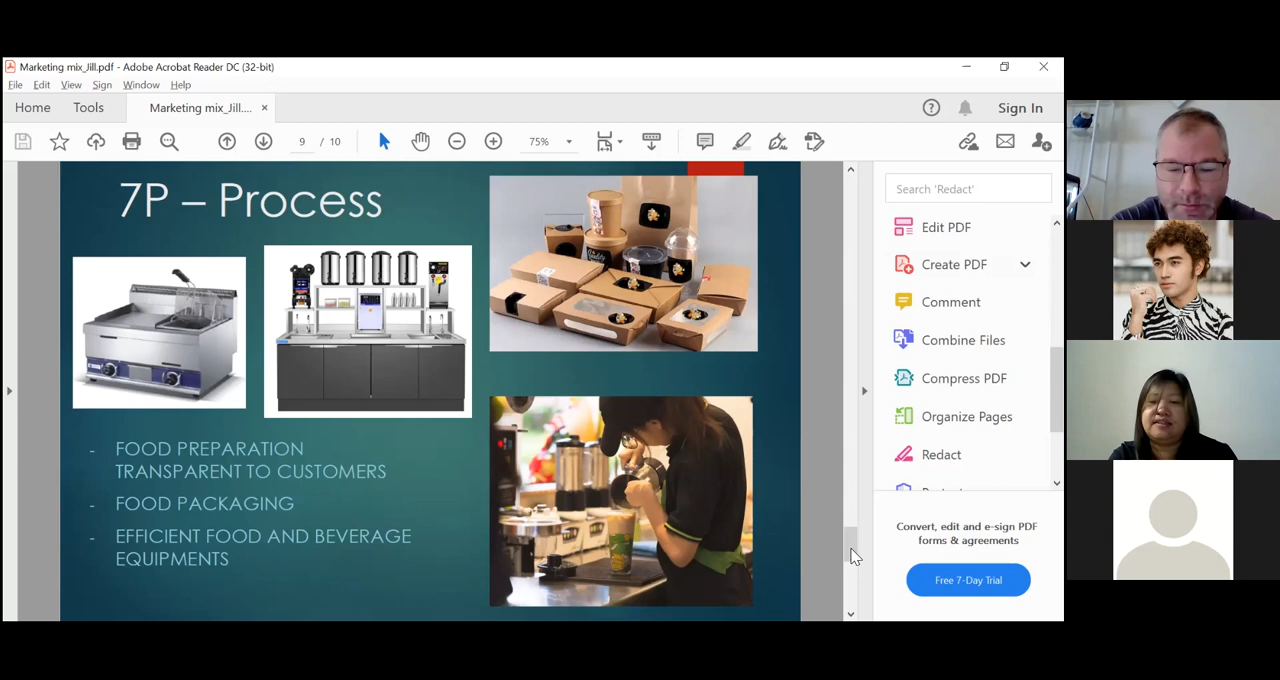 Marketing mix_Jill.pdf - Adobe Acrobat Reader DC (32-bit)
File Edit View Sign Window Help
Home Tools Marketing mix_Jill.... × Sign In
9 / 10 75%
7P – Process
Search 'Redact'
Edit PDF
Create PDF
Comment
Combine Files
Compress PDF
Organize Pages
Redact
- FOOD PREPARATION
TRANSPARENT TO CUSTOMERS
- FOOD PACKAGING
- EFFICIENT FOOD AND BEVERAGE
EQUIPMENTS
Convert, edit and e-sign PDF
forms & agreements
Free 7-Day Trial